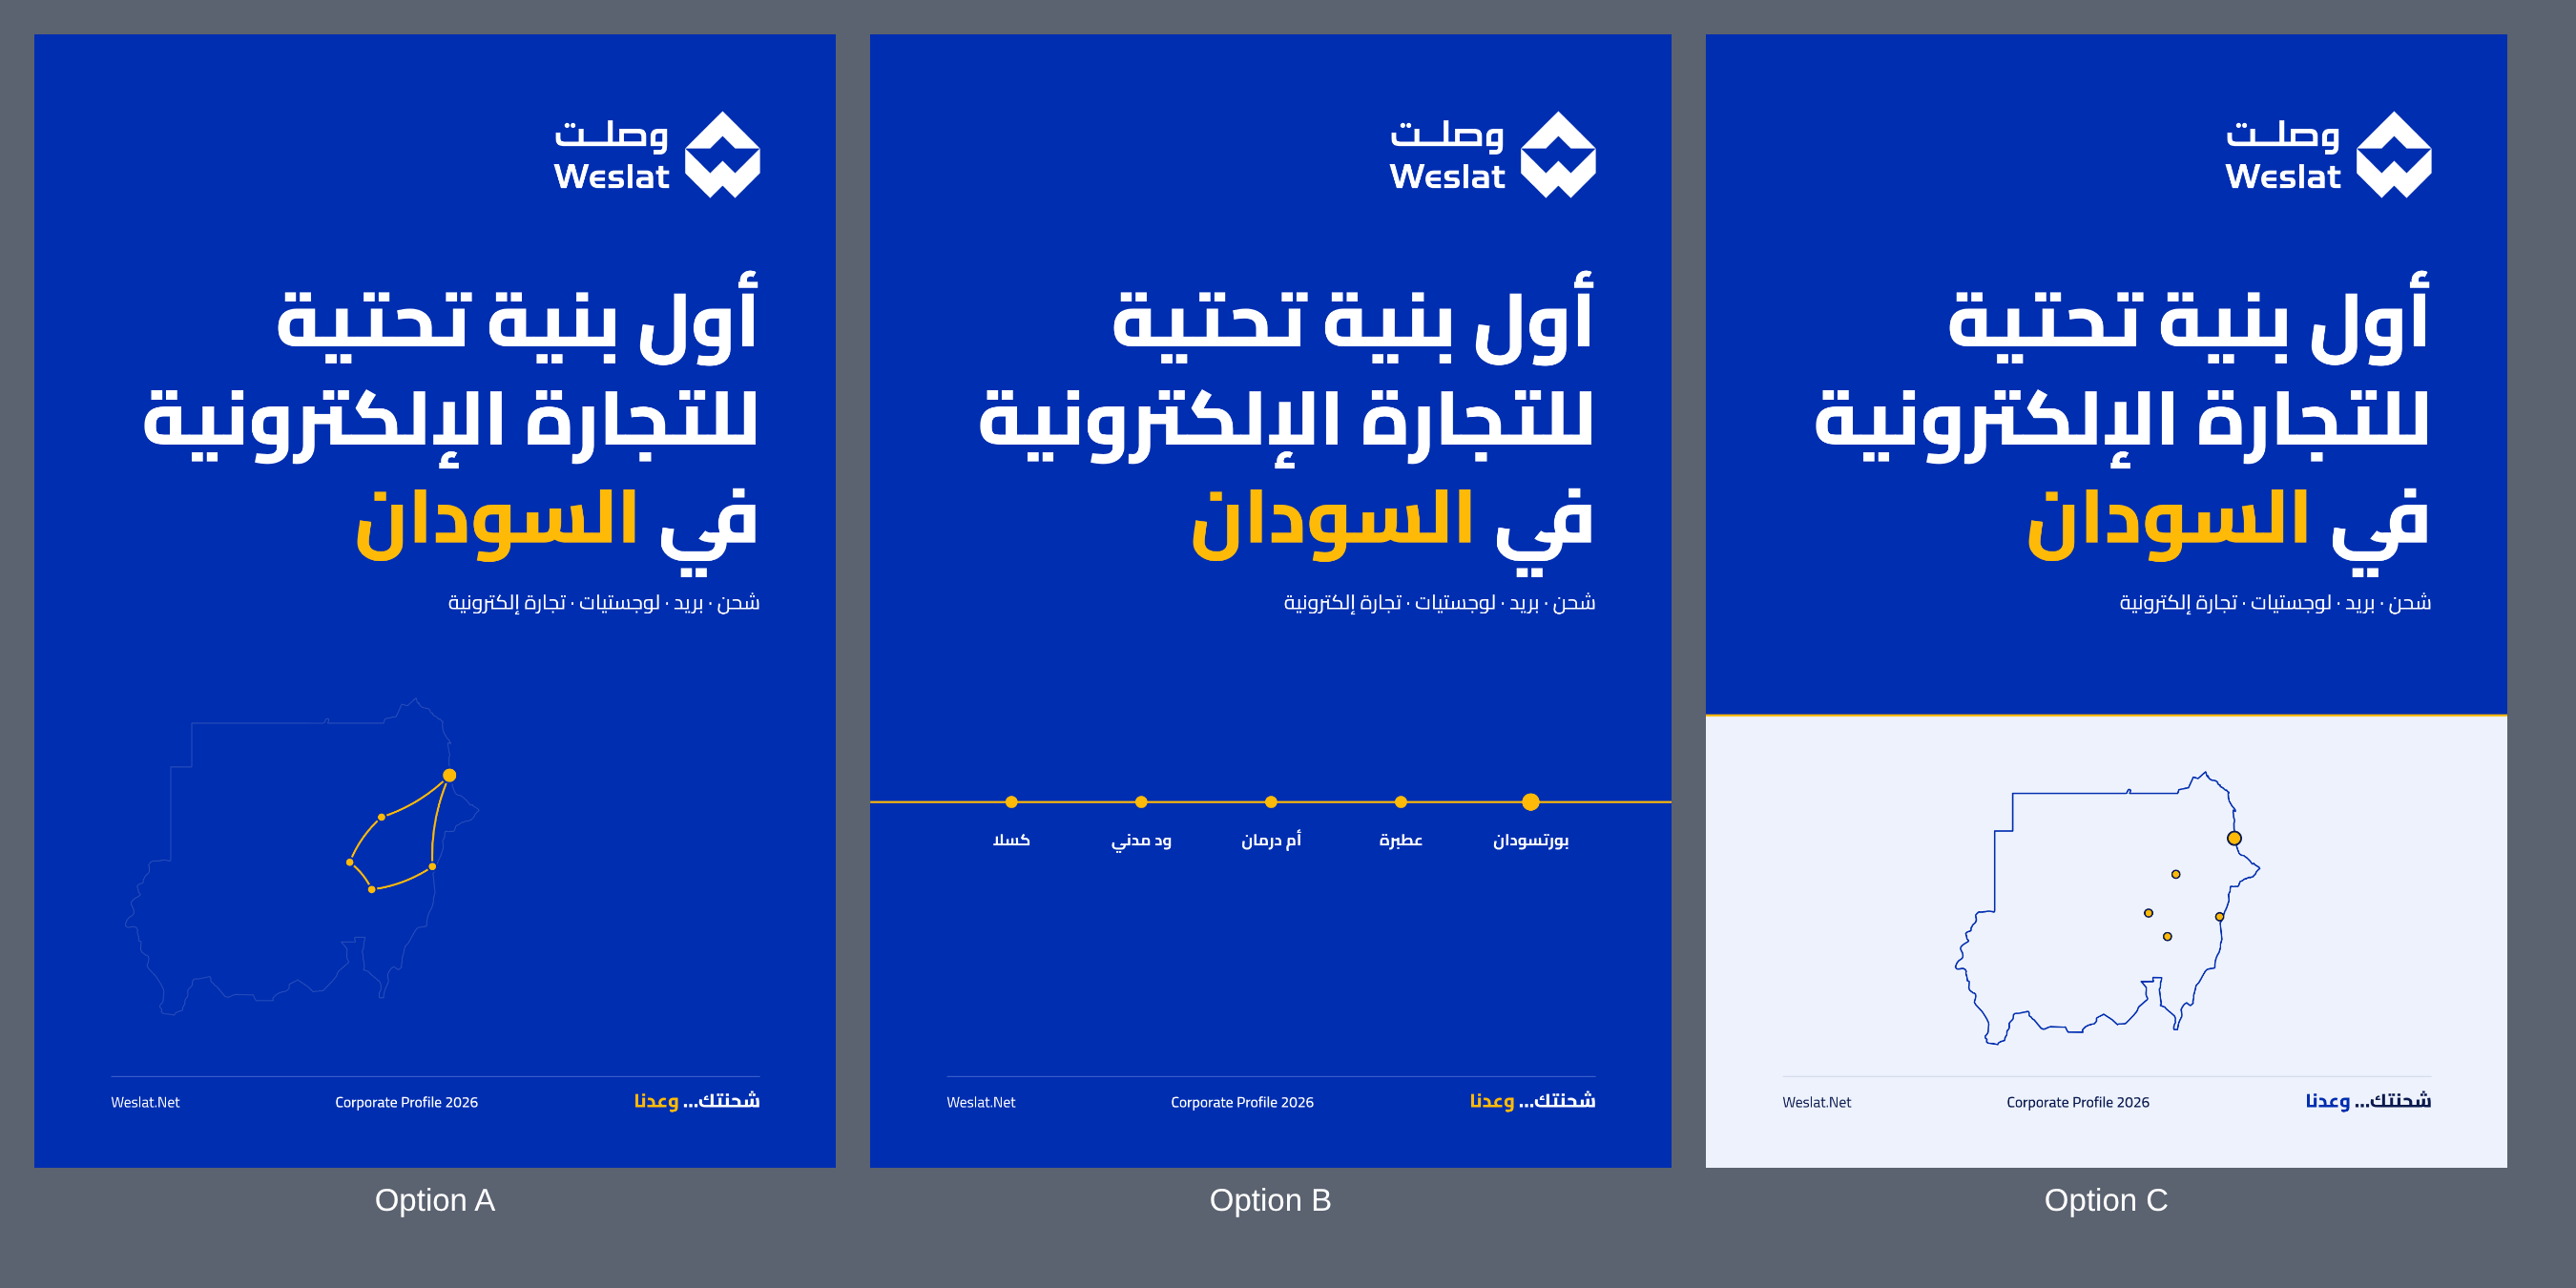 وصلت
Weslat
أول بنية تحتية
للتجارة الإلكترونية
في السودان
شحن · بريد · لوجستيات · تجارة إلكترونية
شحنتك... وعدنا
Corporate Profile 2026
Weslat.Net
Option A
وصلت
Weslat
أول بنية تحتية
للتجارة الإلكترونية
في السودان
شحن · بريد · لوجستيات · تجارة إلكترونية
بورتسودان
عطبرة
أم درمان
ود مدني
كسلا
شحنتك... وعدنا
Corporate Profile 2026
Weslat.Net
Option B
وصلت
Weslat
أول بنية تحتية
للتجارة الإلكترونية
في السودان
شحن · بريد · لوجستيات · تجارة إلكترونية
شحنتك... وعدنا
Corporate Profile 2026
Weslat.Net
Option C